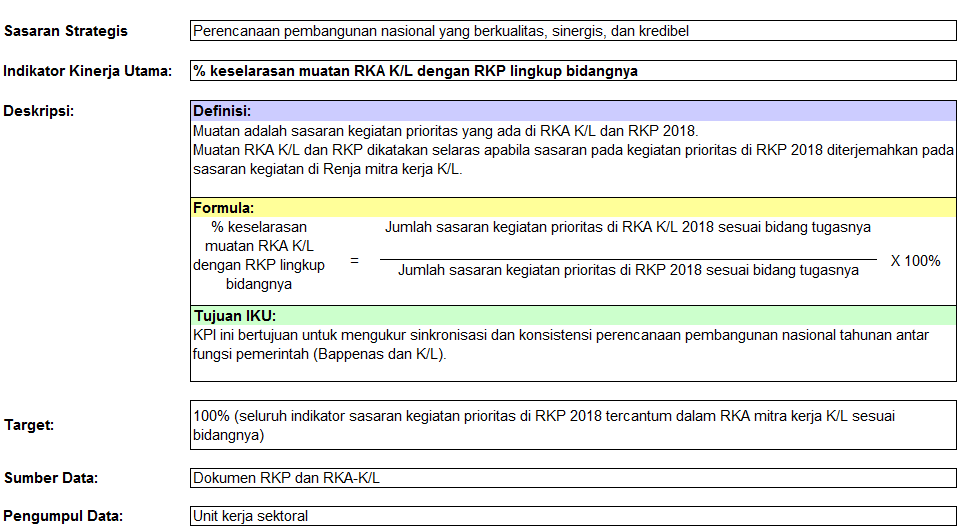 Sasaran Strategis
Perencanaan pembangunan nasional yang berkualitas, sinergis, dan kredibel
Indikator Kinerja Utama:
% keselarasan muatan RKA K/L dengan RKP lingkup bidangnya
Deskripsi:
Definisi:
Muatan adalah sasaran kegiatan prioritas yang ada di RKA K/L dan RKP 2018.
Muatan RKA K/L dan RKP dikatakan selaras apabila sasaran pada kegiatan prioritas di RKP 2018 diterjemahkan pada
sasaran kegiatan di Renja mitra kerja K/L.
Formula:
% keselarasan
muatan RKA K/L
dengan RKP lingkup
bidangnya
=
Jumlah sasaran kegiatan prioritas di RKA K/L 2018 sesuai bidang tugasnya
Jumlah sasaran kegiatan prioritas di RKP 2018 sesuai bidang tugasnya
X 100%
Tujuan IKU:
KPI ini bertujuan untuk mengukur sinkronisasi dan konsistensi perencanaan pembangunan nasional tahunan antar
fungsi pemerintah (Bappenas dan K/L).
Target:
100% (seluruh indikator sasaran kegiatan prioritas di RKP 2018 tercantum dalam RKA mitra kerja K/L sesuai
bidangnya)
Sumber Data:
Dokumen RKP dan RKA-K/L
Pengumpul Data:
Unit kerja sektoral